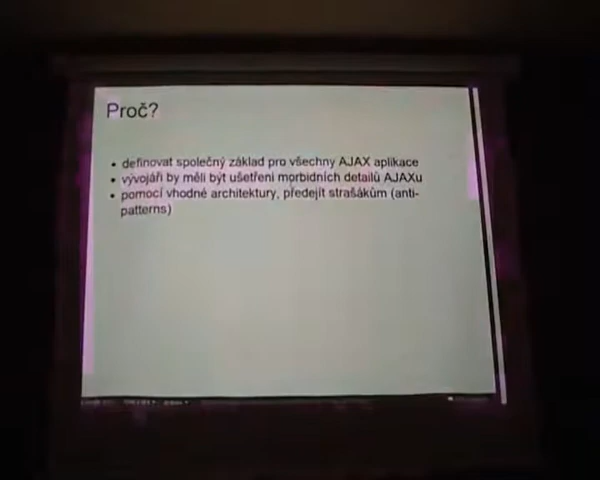 Proč?
• definovat společný základ pro všechny AJAX aplikace
• vývojáři by měli být ušetřeni morbidních detailů AJAXu
• pomocí vhodné architektury, předejít strašákům (anti-
patterns)